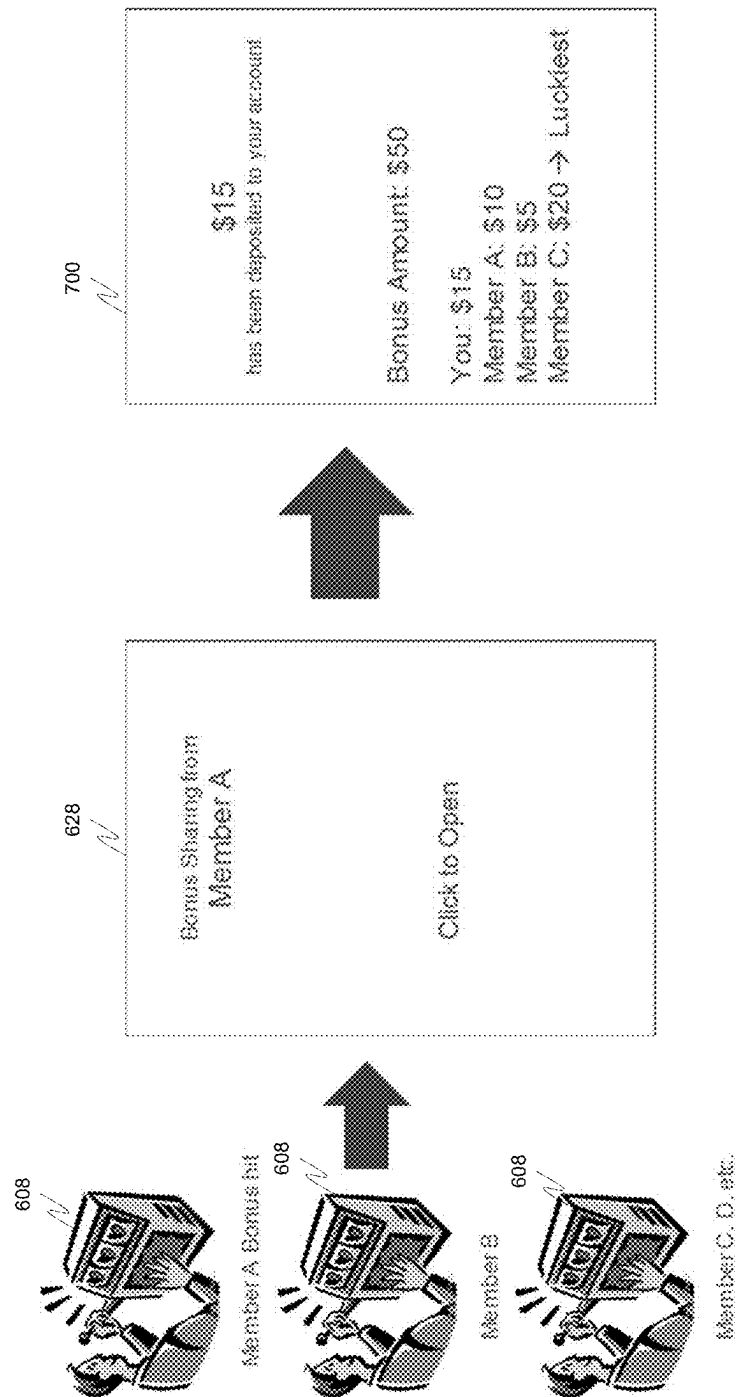 608
Member A Bonus hit
608
Member B
608
Member C, D, etc.
628
Bonus Sharing from
Member A
Click to Open
700
$15
has been deposited to your account
Bonus Amount: $50
You: $15
Member A: $10
Member B: $5
Member C: $20 → Luckiest